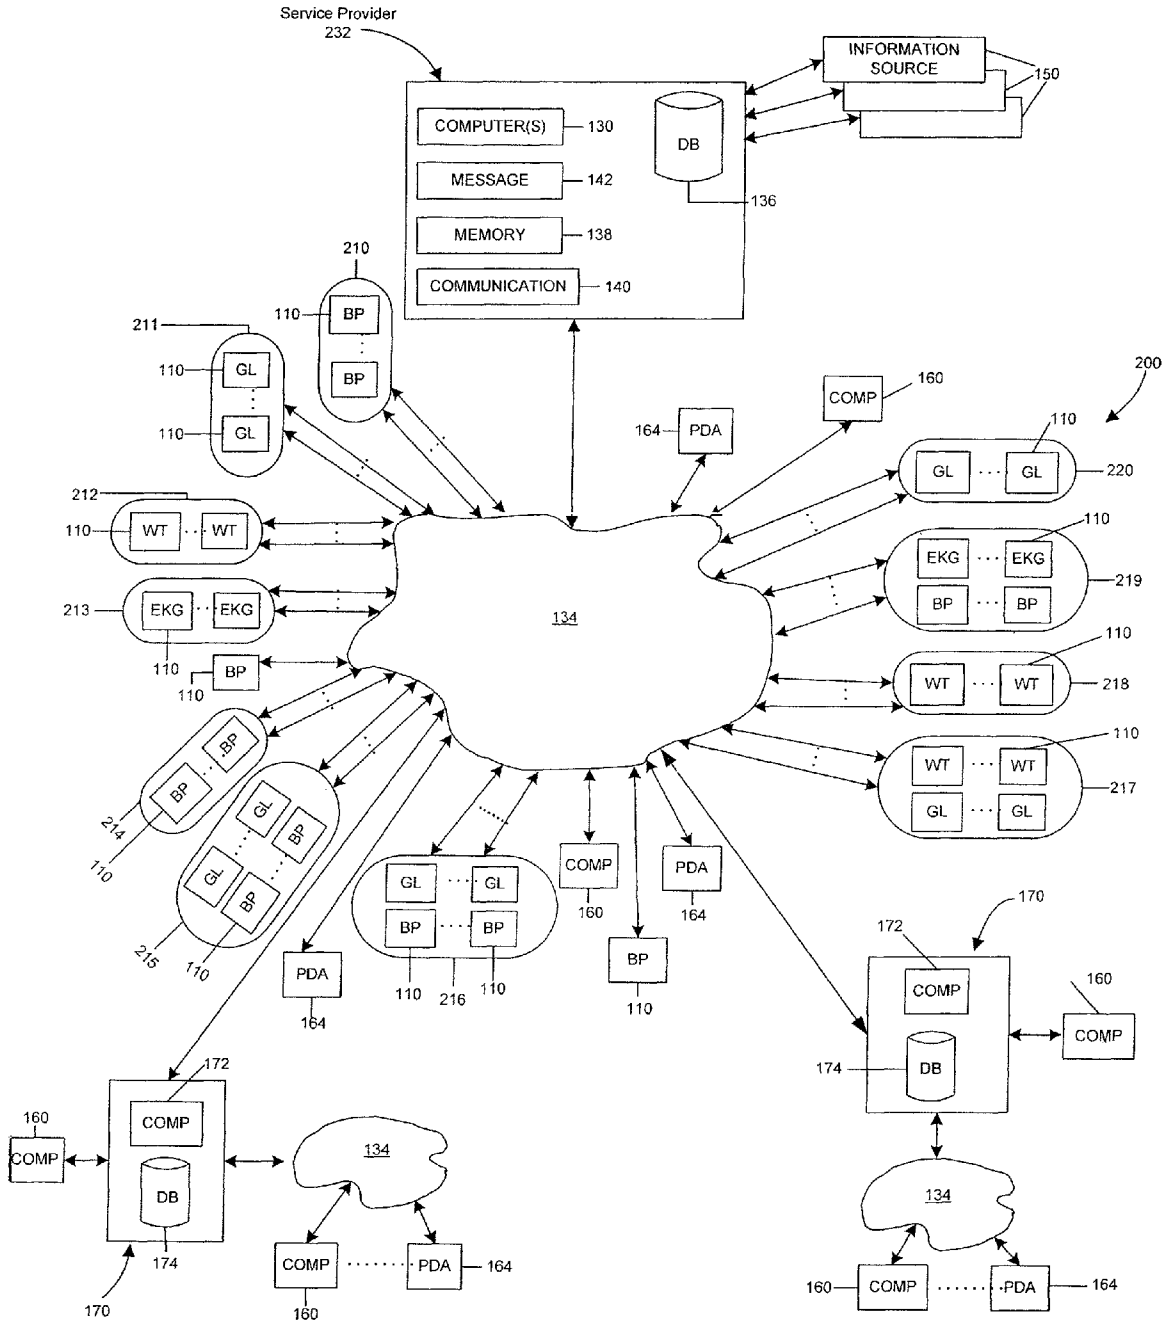 Service Provider
232
INFORMATION
SOURCE
150
COMPUTER(S)
130
DB
MESSAGE
142
136
MEMORY
138
COMMUNICATION
140
210
110
BP
BP
211
110
GL
110
GL
200
160
COMP
164
PDA
110
GL
GL
220
212
110
WT
WT
110
EKG
EKG
BP
BP
219
213
EKG
EKG
110
134
110
BP
110
WT
WT
218
BP
BP
214
110
110
WT
WT
GL
GL
217
GL
BP
GL
BP
215
110
GL
GL
BP
BP
110
216
110
COMP
160
PDA
164
BP
110
PDA
164
170
172
COMP
174
DB
160
COMP
172
COMP
160
COMP
DB
174
170
134
COMP
160
PDA
164
134
160
COMP
PDA
164